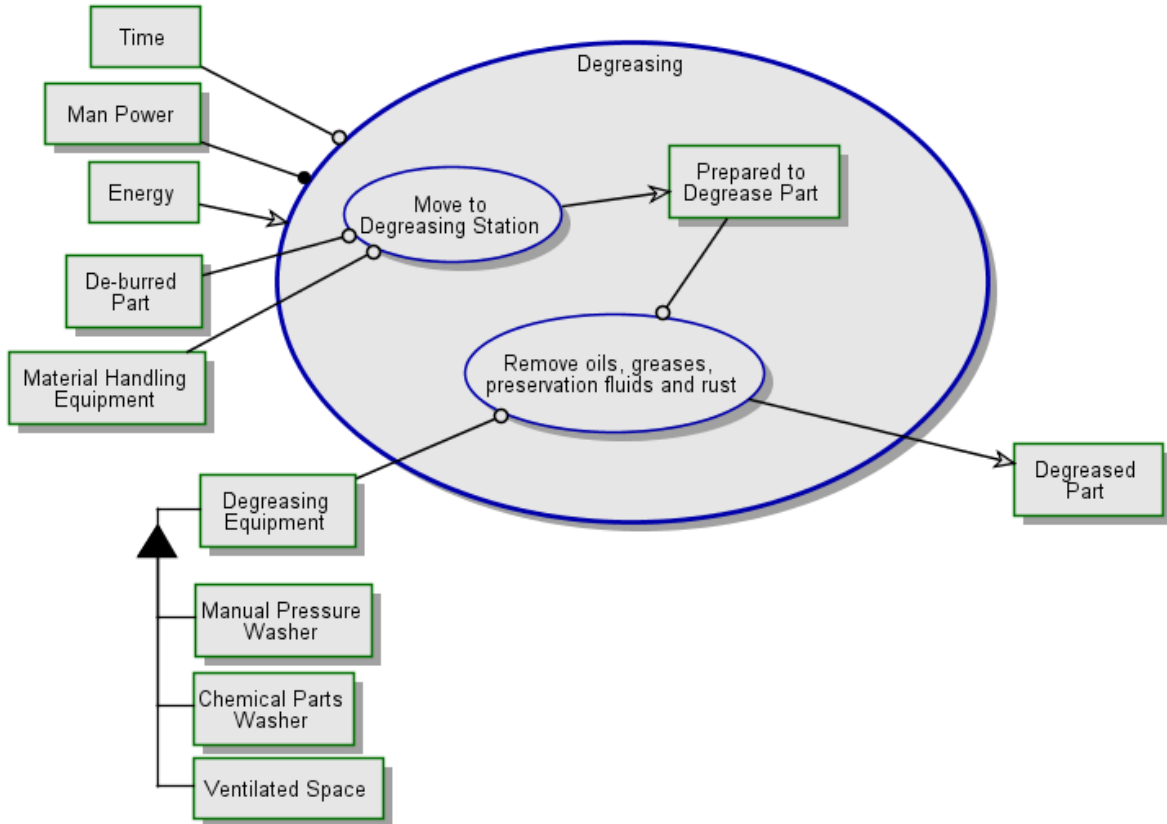 Time
Degreasing
Man Power
Energy
Prepared to
Degrease Part
Move to
Degreasing Station
De-burred
Part
Material Handling
Equipment
Remove oils, greases,
preservation fluids and rust
Degreased
Part
Degreasing
Equipment
Manual Pressure
Washer
Chemical Parts
Washer
Ventilated Space